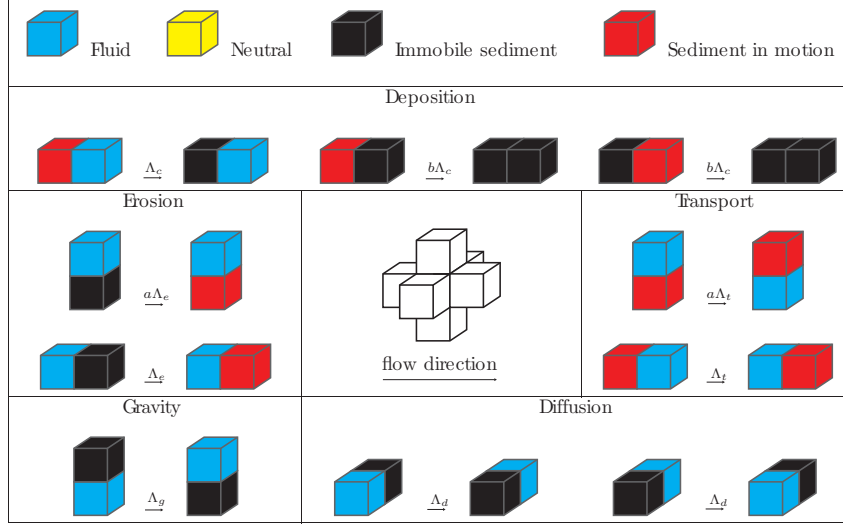 Fluid Neutral Immobile sediment Sediment in motion
Deposition
Λc bΛc bΛc
Erosion Transport
aΛe aΛt
flow direction
Λe Λt
Gravity Diffusion
Λg Λd Λd